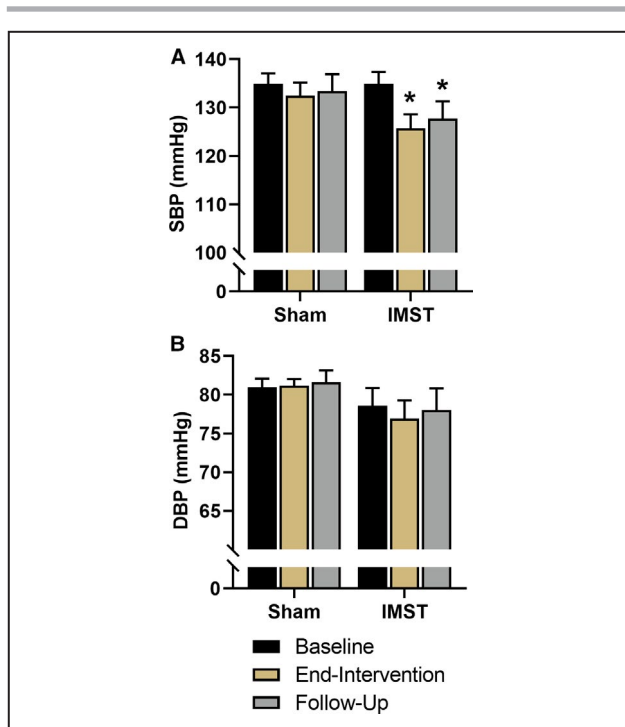 A
140
130
120
110
100
0
SBP (mmHg)
* *
Sham IMST
B
85
80
75
70
65
0
DBP (mmHg)
Sham IMST
Baseline
End-Intervention
Follow-Up